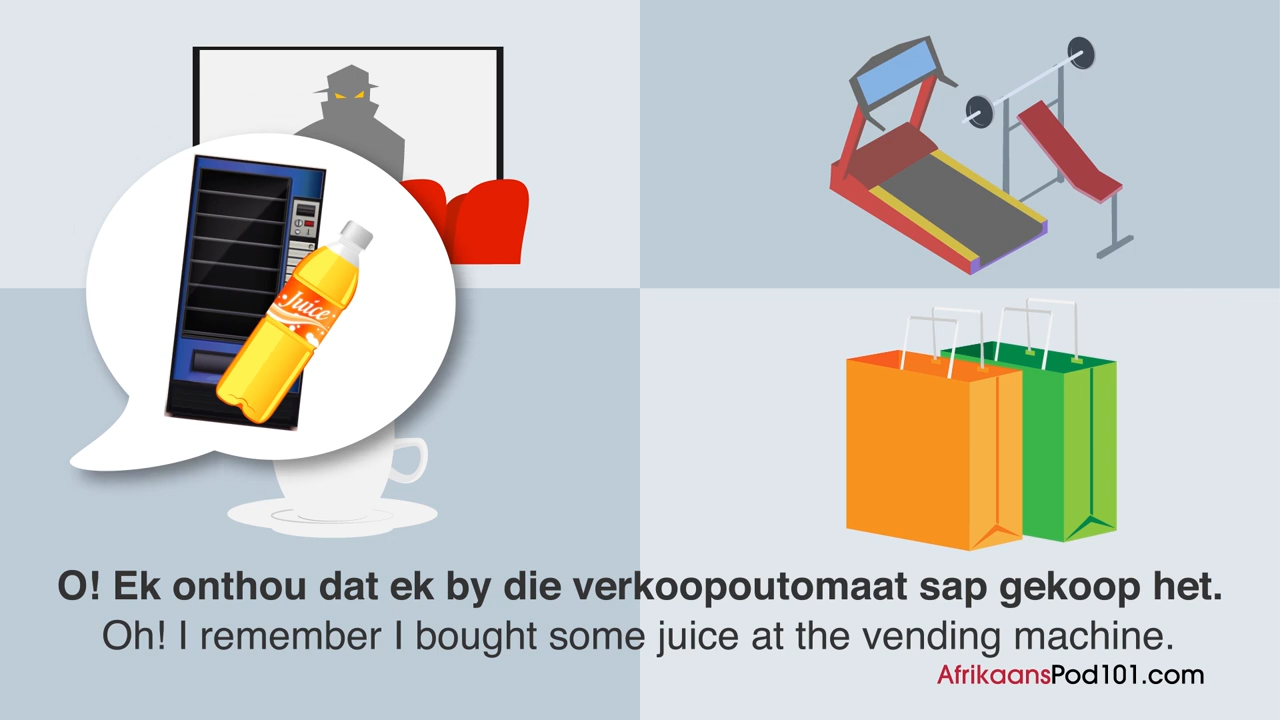 Juice
O! Ek onthou dat ek by die verkoopoutomaat sap gekoop het.
Oh! I remember I bought some juice at the vending machine.
AfrikaansPod101.com